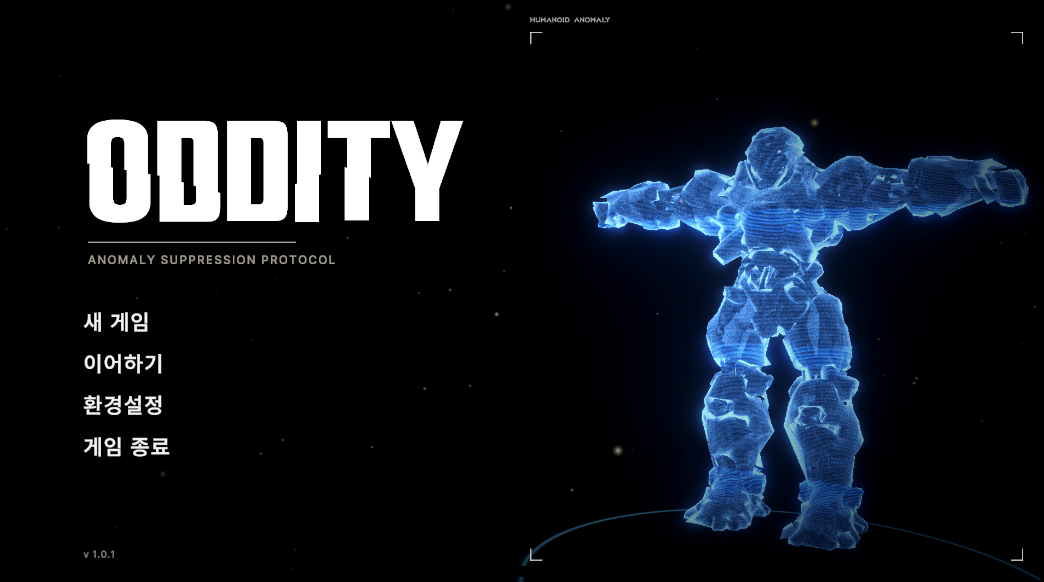 HUMANOID ANOMALY
ODDITY
ANOMALY SUPPRESSION PROTOCOL
새 게임
이어하기
환경설정
게임 종료
v 1.0.1